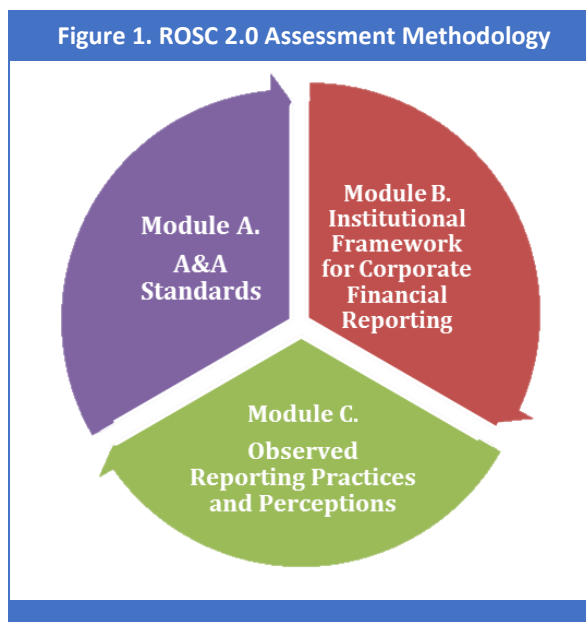 Figure 1. ROSC 2.0 Assessment Methodology
Module A.
A&A
Standards
Module B.
Institutional
Framework
for Corporate
Financial
Reporting
Module C.
Observed
Reporting Practices
and Perceptions